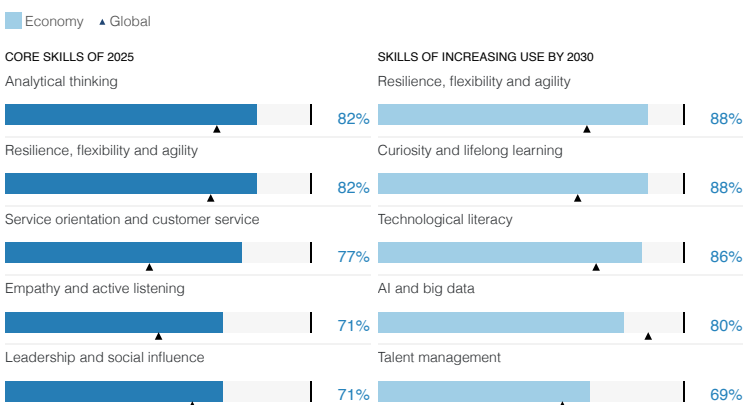 Economy Global
CORE SKILLS OF 2025
Analytical thinking
82%
Resilience, flexibility and agility
82%
Service orientation and customer service
77%
Empathy and active listening
71%
Leadership and social influence
71%
SKILLS OF INCREASING USE BY 2030
Resilience, flexibility and agility
88%
Curiosity and lifelong learning
88%
Technological literacy
86%
AI and big data
80%
Talent management
69%